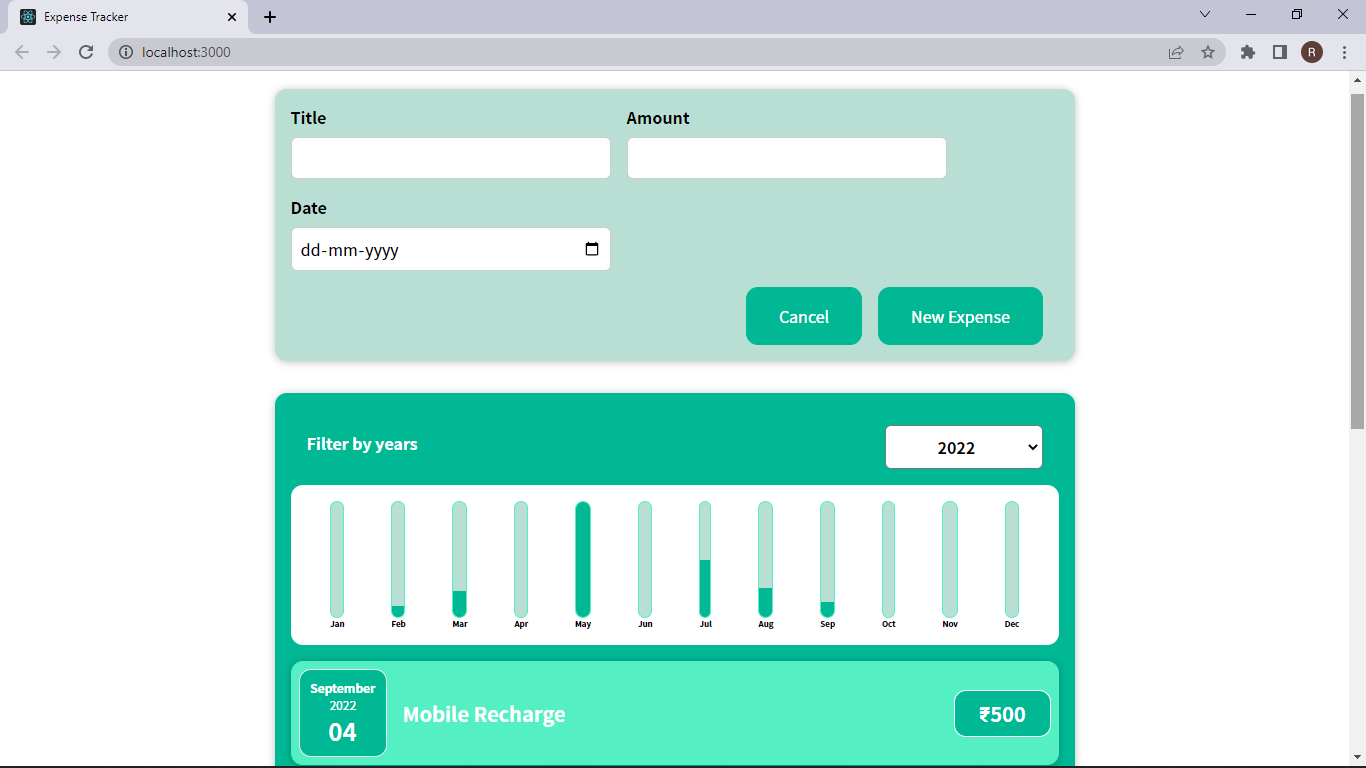 Expense Tracker
localhost:3000
R
Title Amount
Date
dd-mm-yyyy
Cancel New Expense
Filter by years 2022
Jan Feb Mar Apr May Jun Jul Aug Sep Oct Nov Dec
September
2022
04
Mobile Recharge
₹500